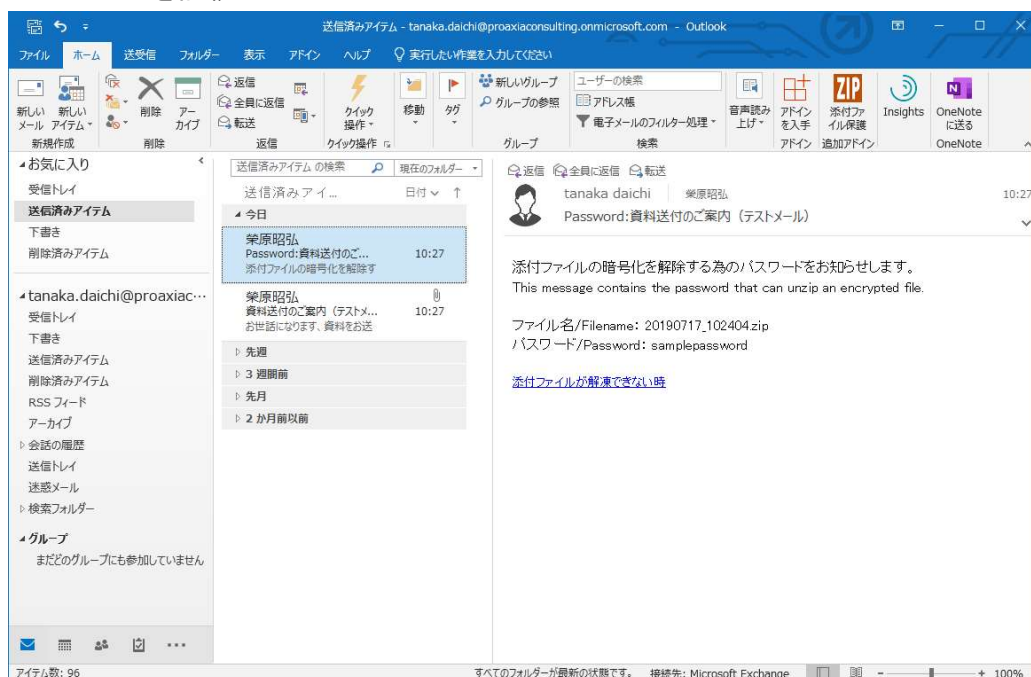 送信済みアイテム - tanaka.daichi@proaxiaconsulting.onmicrosoft.com - Outlook
ファイル ホーム 送受信 フォルダー 表示 アドイン ヘルプ 実行したい作業を入力してください
新しいメール
新しいアイテム
削除
アーカイブ
返信
全員に返信
転送
クイック操作
移動
タグ
新しいグループ
グループの参照
ユーザーの検索
アドレス帳
電子メールのフィルター処理
音声読み上げ
アドインを入手
添付ファイル保護
ZIP
Insights
OneNoteに送る
新規作成 削除 返信 クイック操作 グループ 検索 アドイン 追加アドイン OneNote
お気に入り
受信トレイ
送信済みアイテム
下書き
削除済みアイテム
tanaka.daichi@proaxiac…
受信トレイ
下書き
送信済みアイテム
削除済みアイテム
RSS フィード
アーカイブ
会話の履歴
送信トレイ
迷惑メール
検索フォルダー
グループ
まだどのグループにも参加していません
送信済みアイテム の検索 現在のフォルダー
送信済みアイ... 日付 ↑
今日
榮原昭弘
Password:資料送付のご... 10:27
添付ファイルの暗号化を解除す
榮原昭弘
資料送付のご案内（テストメ... 10:27
お世話になります、資料をお送
先週
3 週間前
先月
2 か月前以前
返信 全員に返信 転送
tanaka daichi 榮原昭弘 10:27
Password:資料送付のご案内（テストメール）
添付ファイルの暗号化を解除する為のパスワードをお知らせします。
This message contains the password that can unzip an encrypted file.
ファイル名/Filename: 20190717_102404.zip
パスワード/Password: samplepassword
添付ファイルが解凍できない時
アイテム数: 96 すべてのフォルダーが最新の状態です。 接続先: Microsoft Exchange 100%